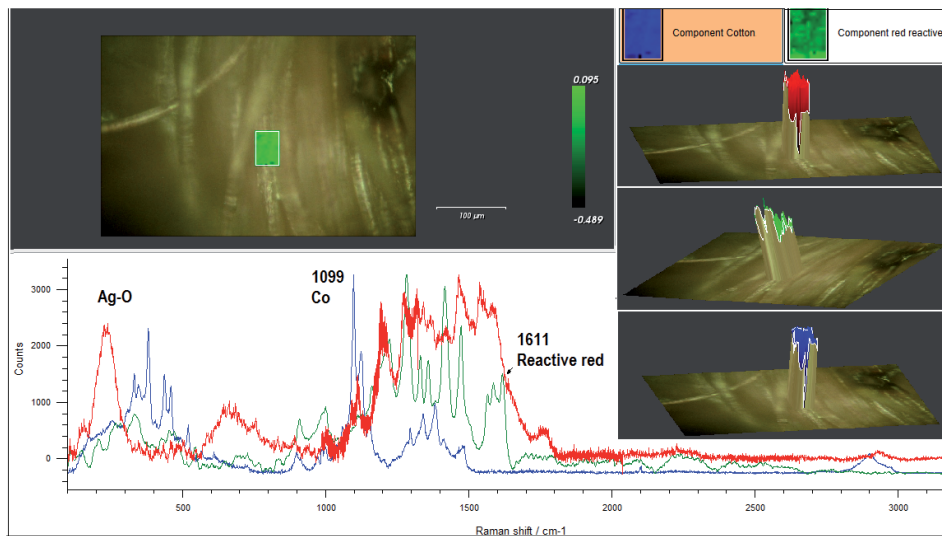 Component Cotton
Component red reactive
0.095
-0.489
100 µm
Ag-O
1099
Co
1611
Reactive red
Counts
3000
2000
1000
0
500
1000
1500
2000
2500
3000
Raman shift / cm-1